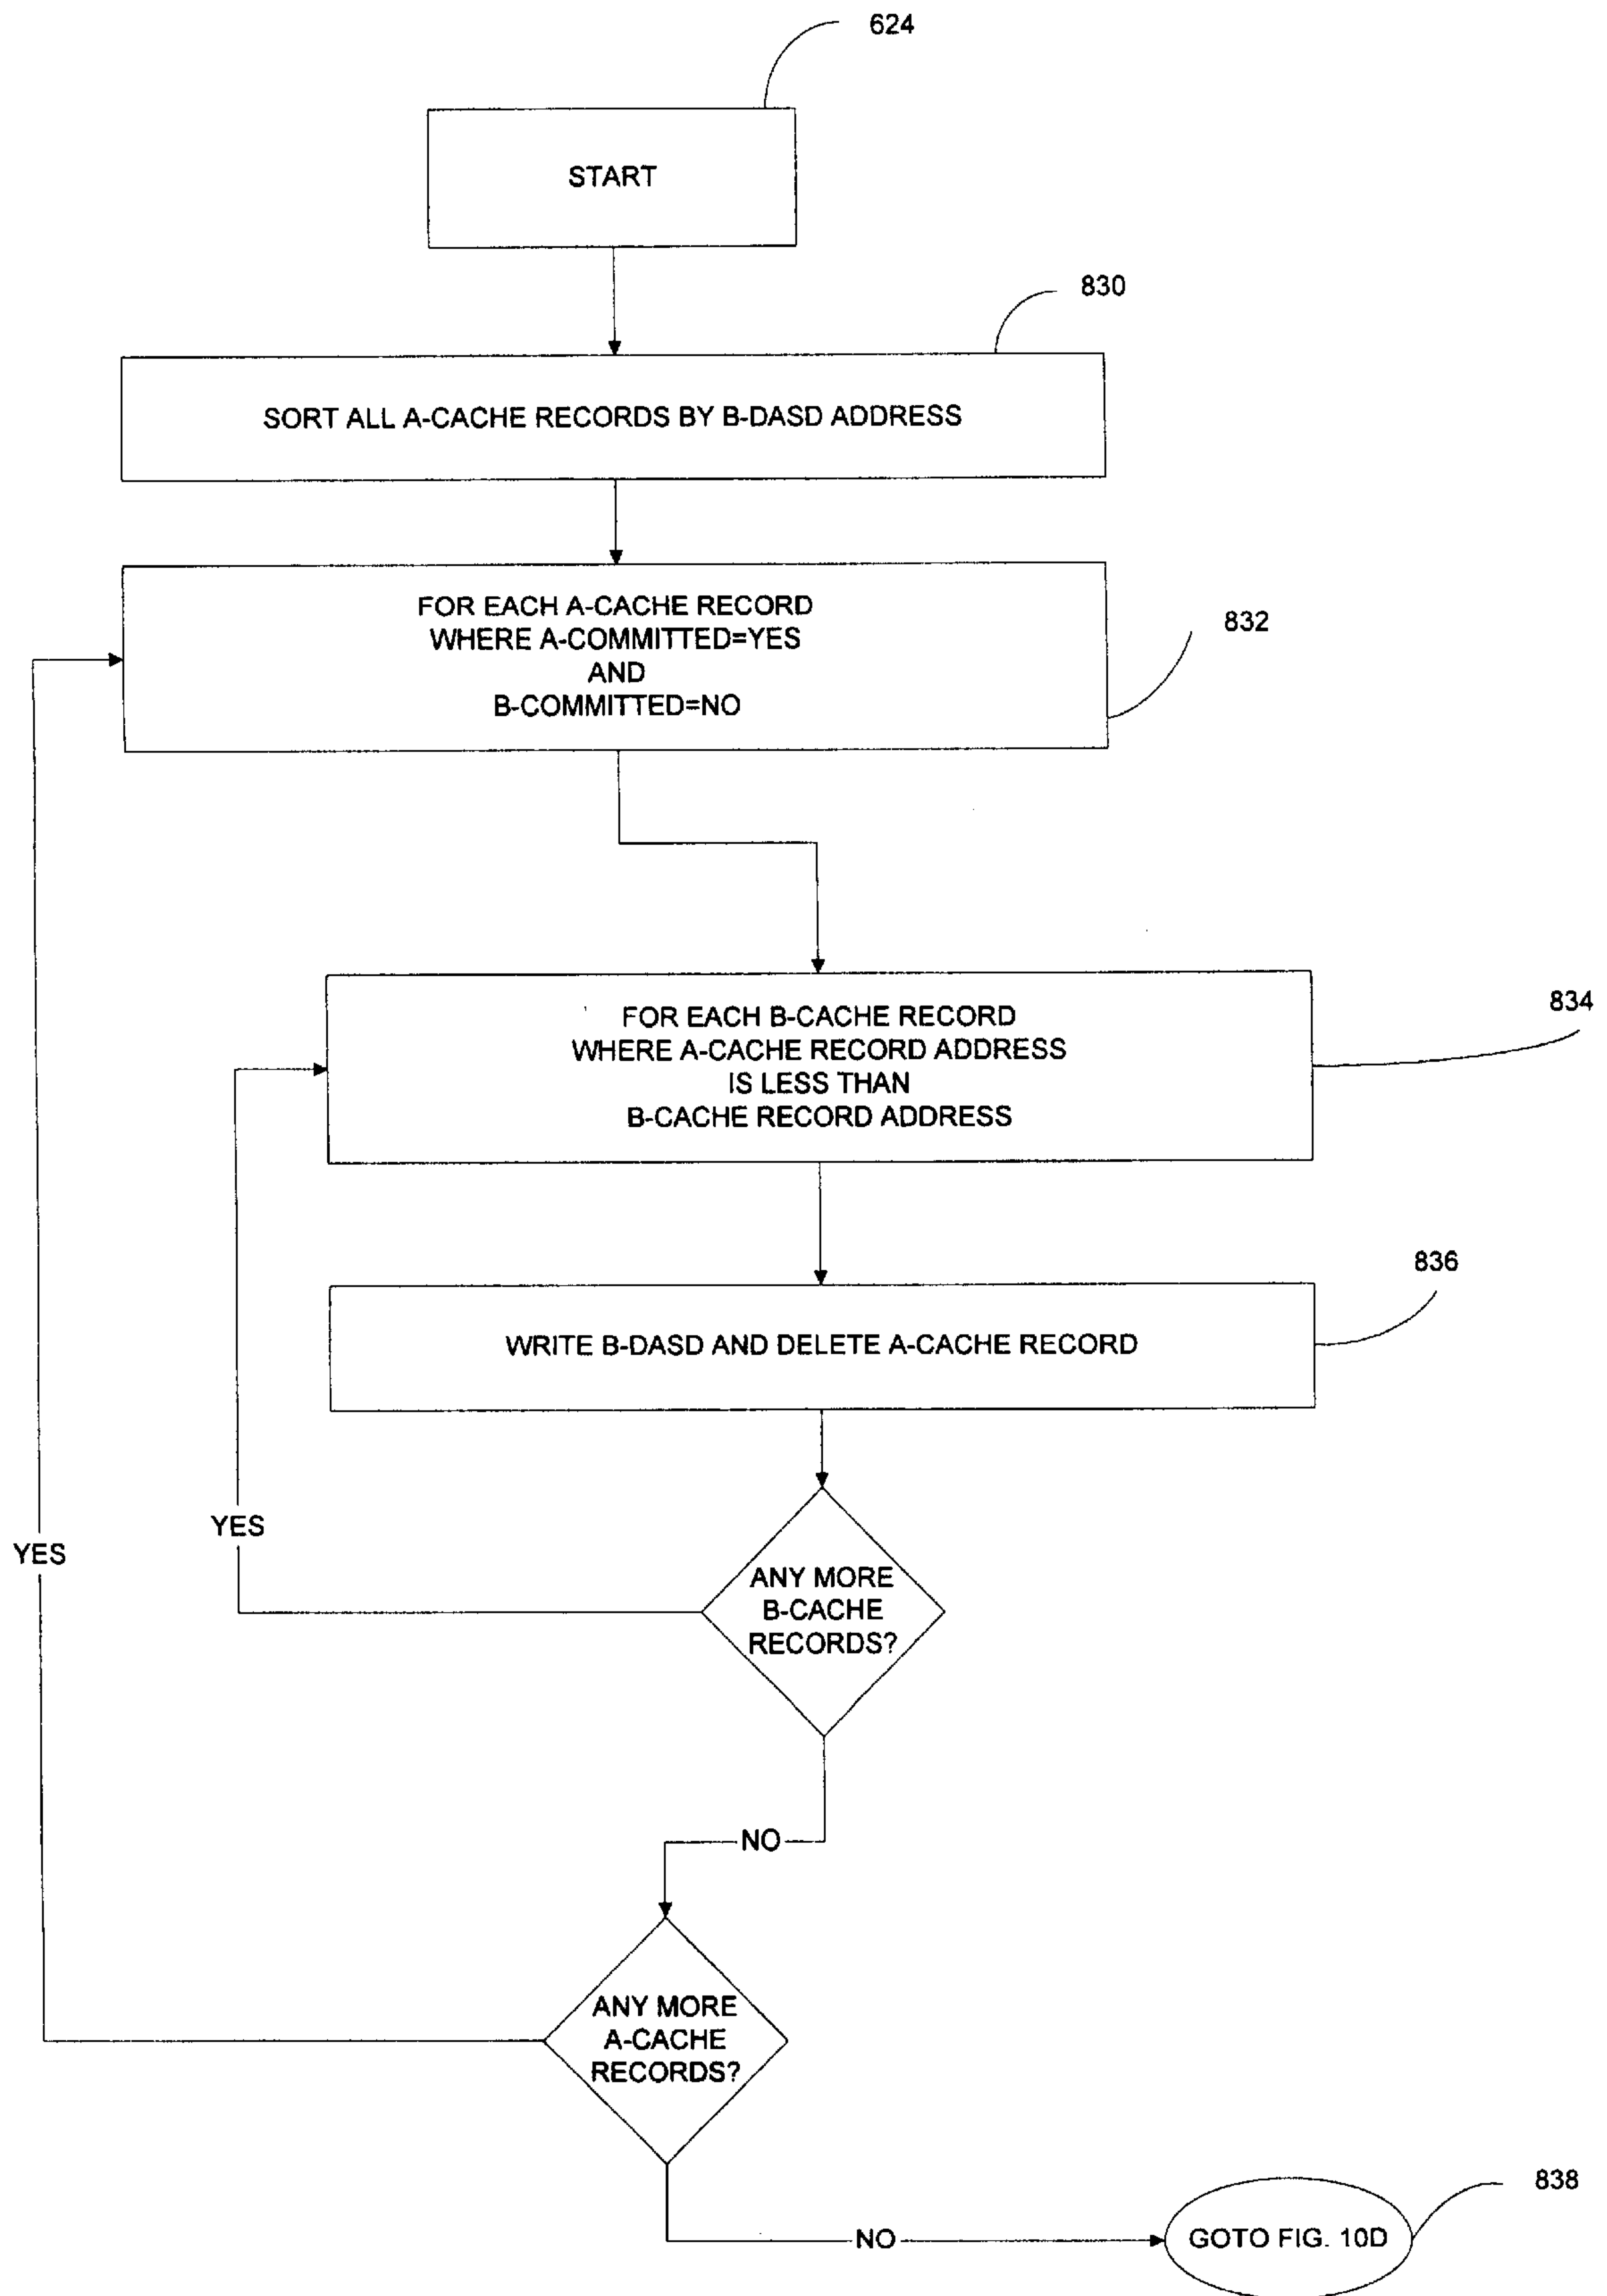 624
START
830
SORT ALL A-CACHE RECORDS BY B-DASD ADDRESS
FOR EACH A-CACHE RECORD
WHERE A-COMMITTED=YES
AND
B-COMMITTED=NO
832
FOR EACH B-CACHE RECORD
WHERE A-CACHE RECORD ADDRESS
IS LESS THAN
B-CACHE RECORD ADDRESS
834
836
WRITE B-DASD AND DELETE A-CACHE RECORD
YES
YES
ANY MORE
B-CACHE
RECORDS?
NO
ANY MORE
A-CACHE
RECORDS?
838
NO
GOTO FIG. 10D